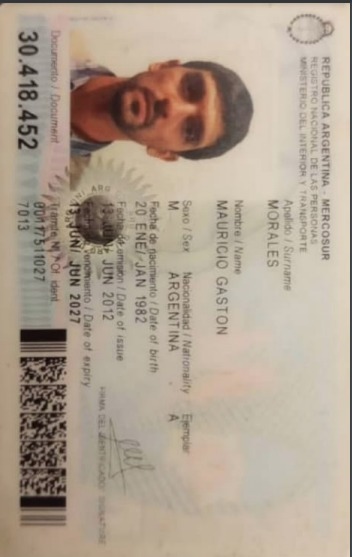 REPÚBLICA ARGENTINA - MERCOSUR
REGISTRO NACIONAL DE LAS PERSONAS
MINISTERIO DEL INTERIOR Y TRANSPORTE
Apellido / Surname
MORALES
Nombre / Name
MAURICIO GASTON
Sexo / Sex Nacionalidad / Nationality Ejemplar
M ARGENTINA A
Fecha de nacimiento / Date of birth
20 ENE/ JAN 1982
Fecha de emisión / Date of issue
13 JUN/ JUN 2012
Fecha de vencimiento / Date of expiry
13 JUN/ JUN 2027
FIRMA DEL IDENTIFICADO / SIGNATURE
Documento / Document
30.418.452
Trámite Nº / Of. ident
7013